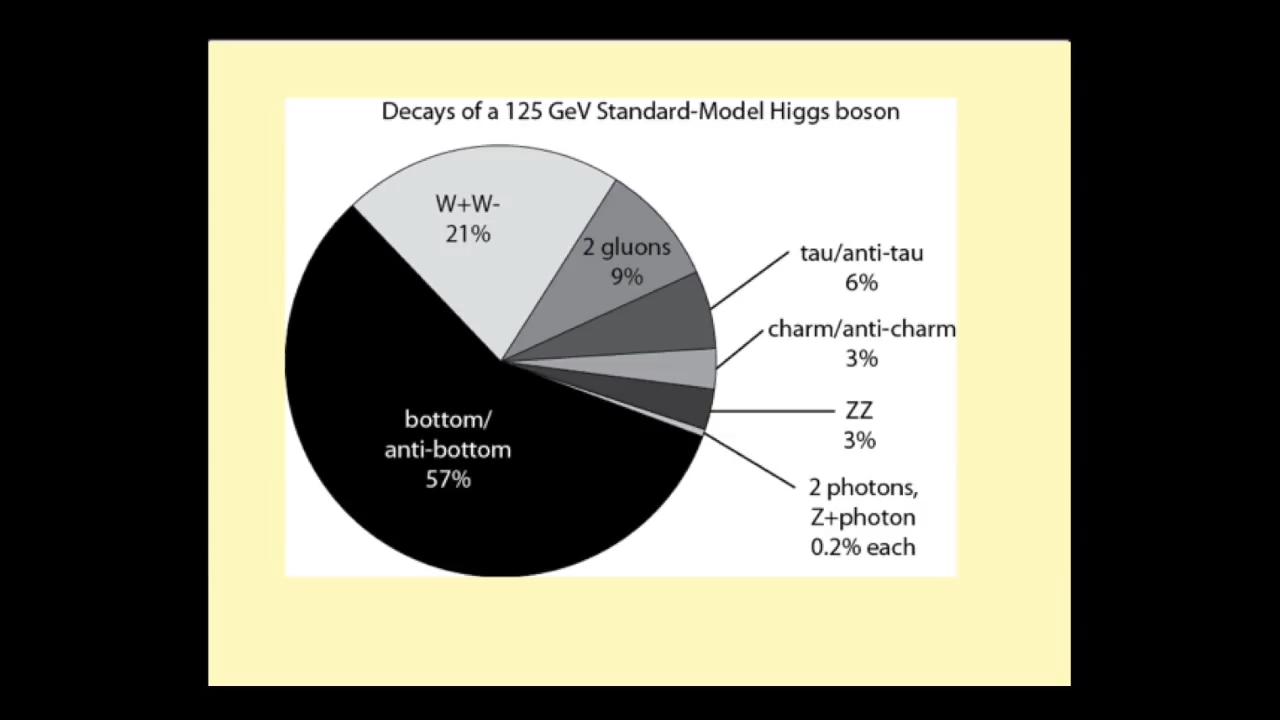 Decays of a 125 GeV Standard-Model Higgs boson
W+W-
21%
2 gluons
9%
tau/anti-tau
6%
charm/anti-charm
3%
ZZ
3%
2 photons,
Z+photon
0.2% each
bottom/
anti-bottom
57%